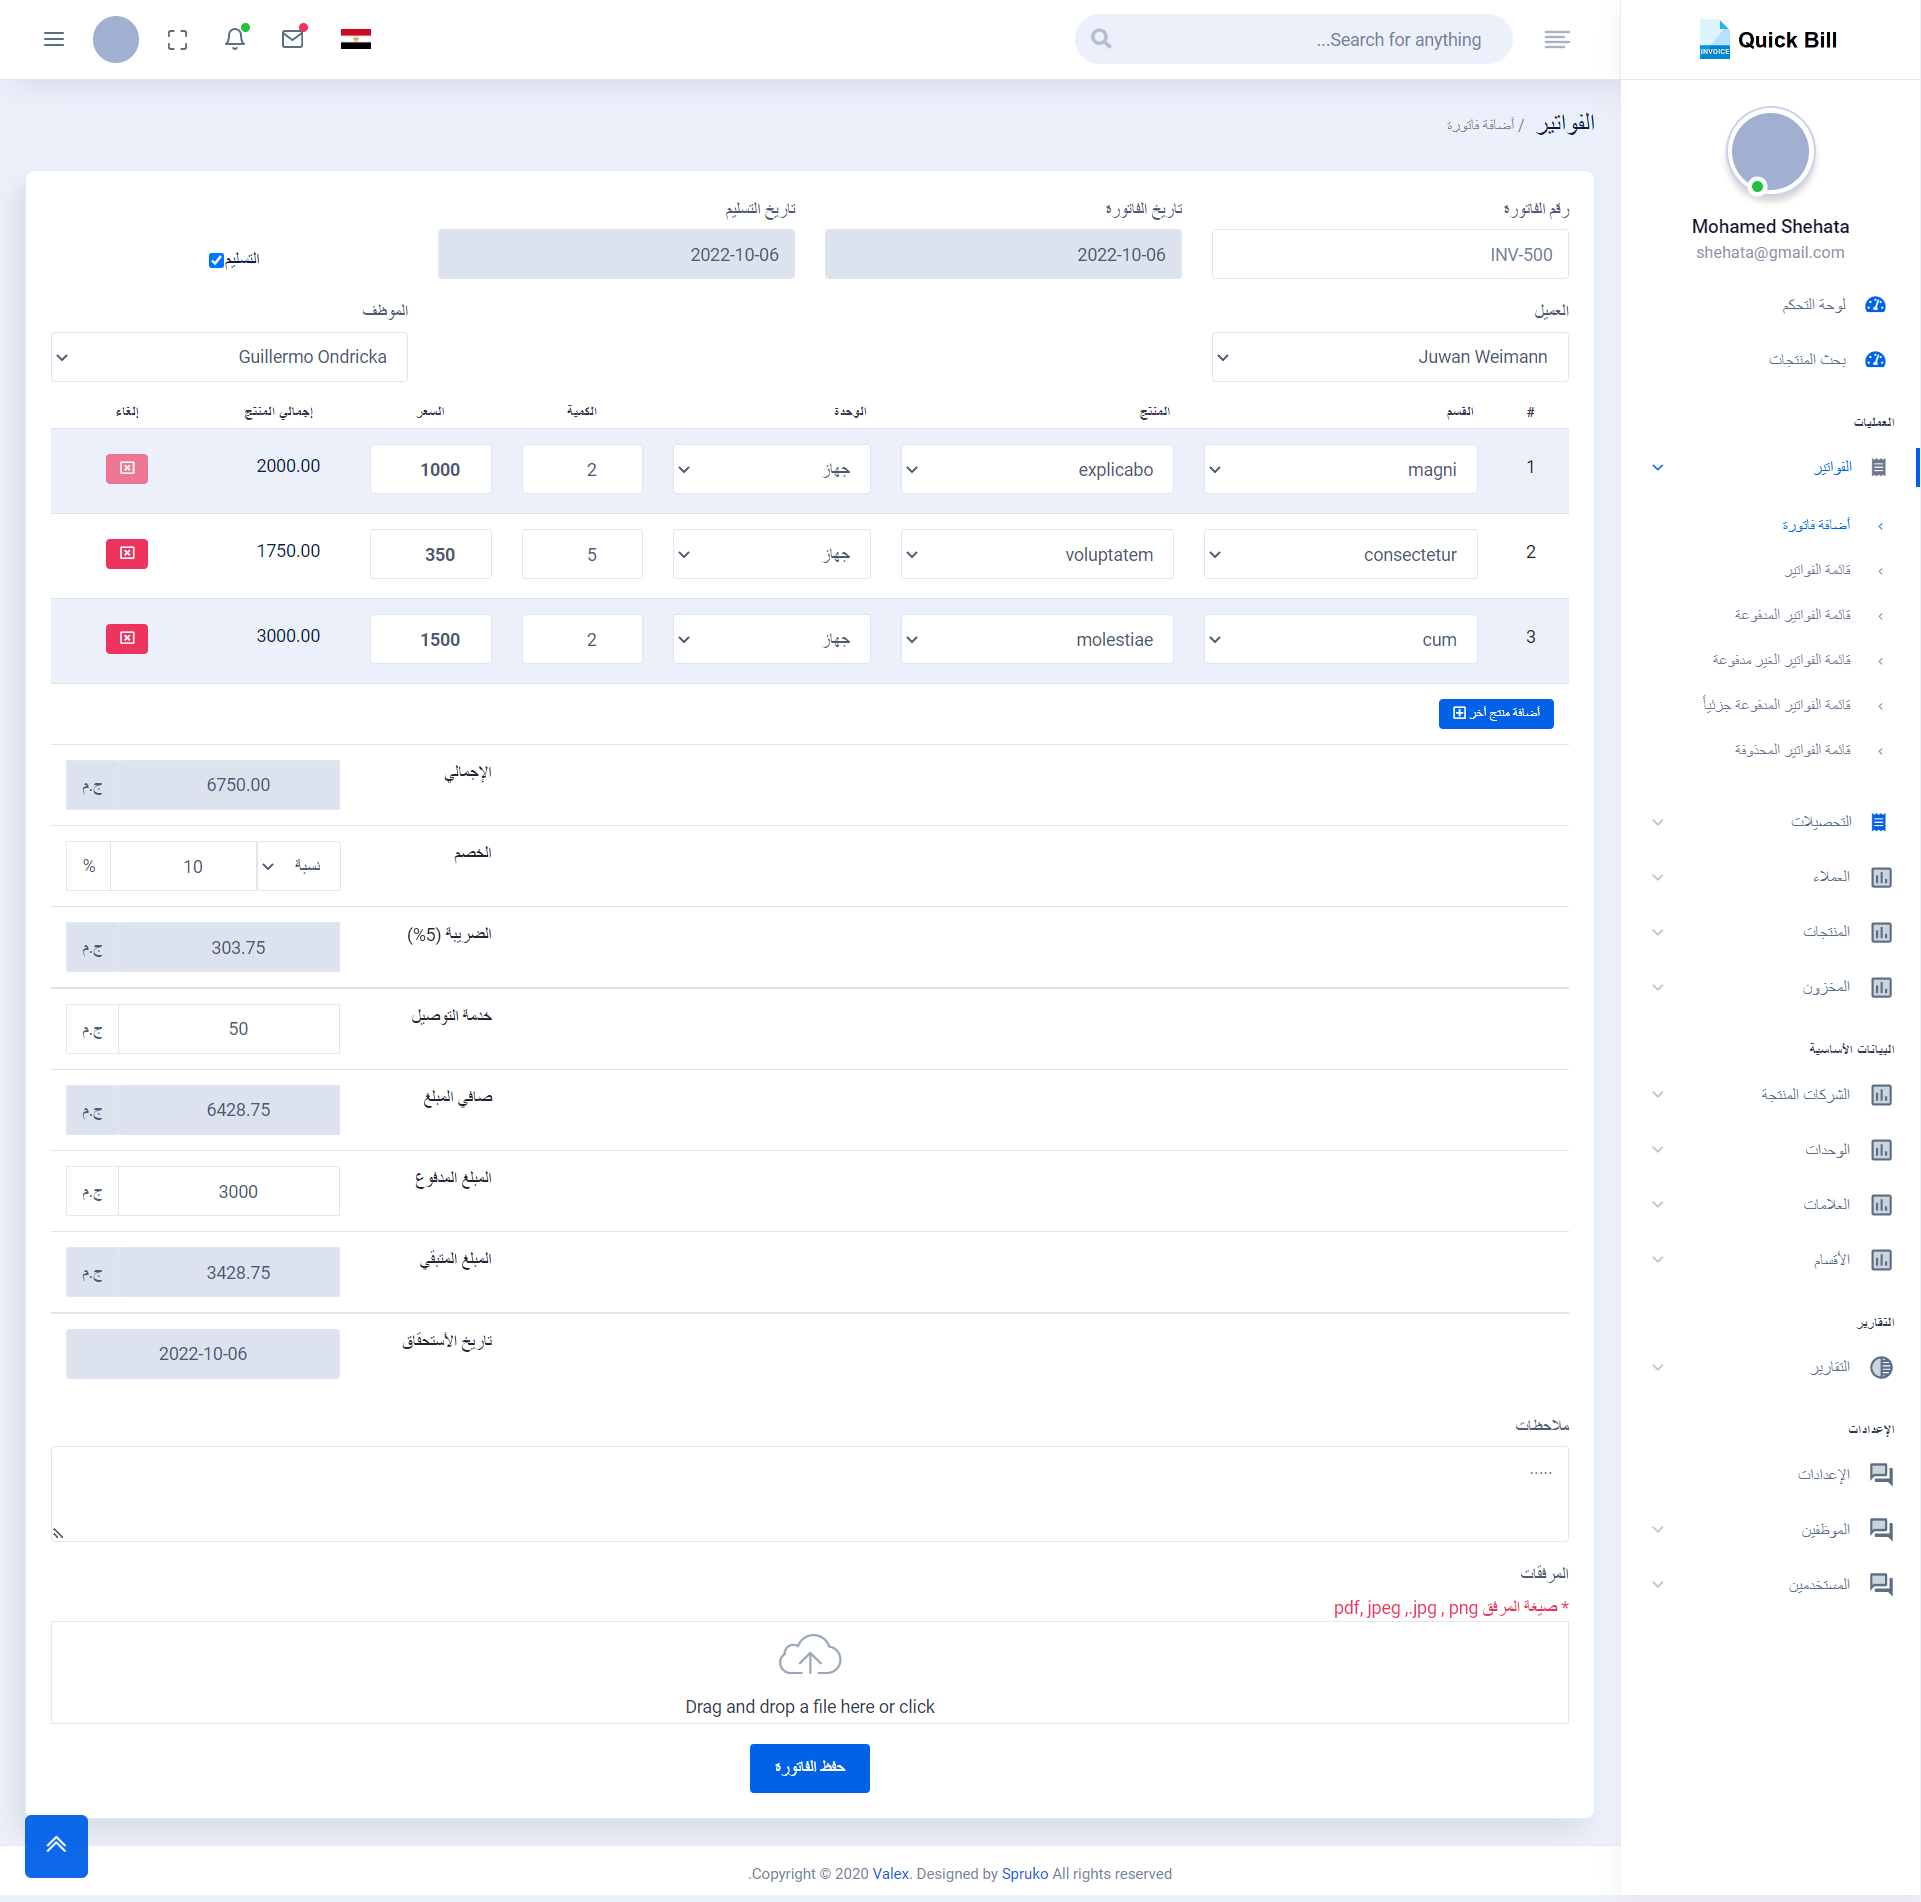 Quick Bill
INVOICE
Search for anything...
Mohamed Shehata
shehata@gmail.com
لوحة التحكم
بحث المنتجات
العمليات
الفواتير
أضافة فاتورة
قائمة الفواتير
قائمة الفواتير المدفوعة
قائمة الفواتير الغير مدفوعة
قائمة الفواتير المدفوعة جزئياً
قائمة الفواتير المحذوفة
التحصيلات
العملاء
المنتجات
المخزون
البيانات الأساسية
الشركات المنتجة
الوحدات
العلامات
الأقسام
التقارير
التقارير
الإعدادات
الإعدادات
الموظفين
المستخدمين
الفواتير / أضافة فاتورة
رقم الفاتورة تاريخ الفاتورة تاريخ التسليم
INV-500 2022-10-06 2022-10-06 التسليم
العميل الموظف
Juwan Weimann Guillermo Ondricka
# القسم المنتج الوحدة الكمية السعر إجمالي المنتج إلغاء
1 magni explicabo جهاز 2 1000 2000.00
2 consectetur voluptatem جهاز 5 350 1750.00
3 cum molestiae جهاز 2 1500 3000.00
أضافة منتج أخر
الإجمالي 6750.00 ج.م
الخصم نسبة 10 %
الضريبة (5%) 303.75 ج.م
خدمة التوصيل 50 ج.م
صافي المبلغ 6428.75 ج.م
المبلغ المدفوع 3000 ج.م
المبلغ المتبقي 3428.75 ج.م
تاريخ الأستحقاق 2022-10-06
ملاحظات
.....
المرفقات
* صيغة المرفق pdf, jpeg ,.jpg , png
Drag and drop a file here or click
حفظ الفاتورة
Copyright © 2020 Valex. Designed by Spruko All rights reserved.